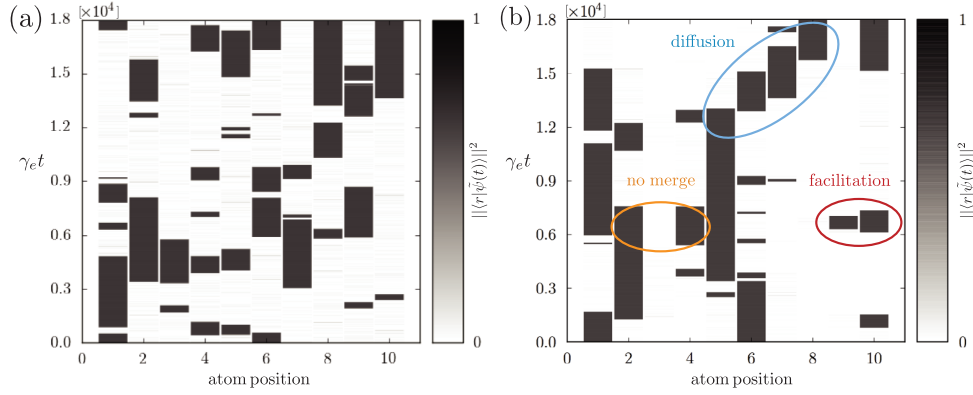 (a)
[×10⁴]
1.8
1.5
1.2
γₑt
0.9
0.6
0.3
0.0
0 2 4 6 8 10
atom position
1
0
||⟨r|ψ̃(t)⟩||²
(b)
[×10⁴]
1.8
1.5
1.2
γₑt
0.9
0.6
0.3
0.0
diffusion
no merge
facilitation
0 2 4 6 8 10
atom position
1
0
||⟨r|ψ̃(t)⟩||²